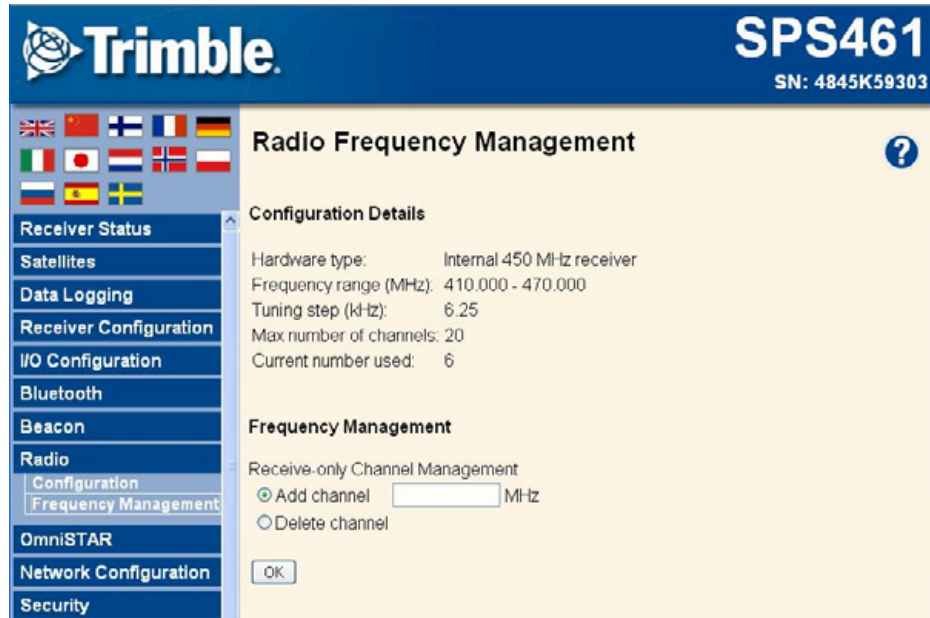 Trimble.
SPS461
SN: 4845K59303
Receiver Status
Satellites
Data Logging
Receiver Configuration
I/O Configuration
Bluetooth
Beacon
Radio
Configuration
Frequency Management
OmniSTAR
Network Configuration
Security
Radio Frequency Management
?
Configuration Details
Hardware type: Internal 450 MHz receiver
Frequency range (MHz): 410.000 - 470.000
Tuning step (kHz): 6.25
Max number of channels: 20
Current number used: 6
Frequency Management
Receive-only Channel Management
Add channel MHz
Delete channel
OK